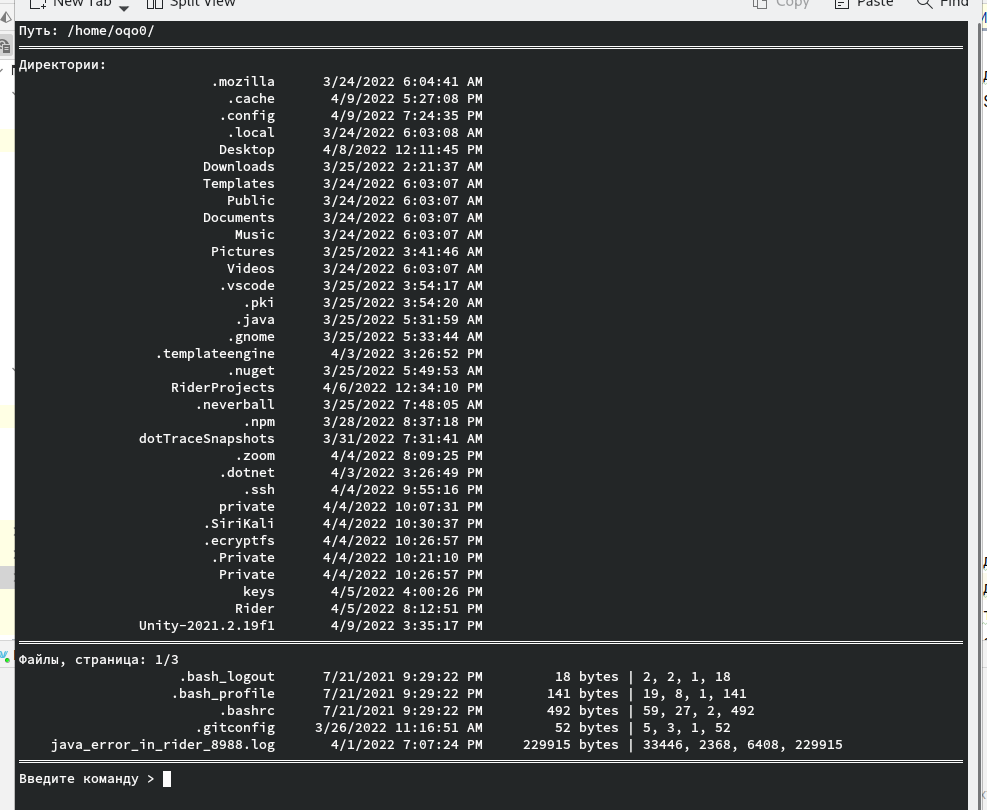 New Tab Split View Copy Paste Find
Путь: /home/oqo0/
Директории:
.mozilla 3/24/2022 6:04:41 AM
.cache 4/9/2022 5:27:08 PM
.config 4/9/2022 7:24:35 PM
.local 3/24/2022 6:03:08 AM
Desktop 4/8/2022 12:11:45 PM
Downloads 3/25/2022 2:21:37 AM
Templates 3/24/2022 6:03:07 AM
Public 3/24/2022 6:03:07 AM
Documents 3/24/2022 6:03:07 AM
Music 3/24/2022 6:03:07 AM
Pictures 3/25/2022 3:41:46 AM
Videos 3/24/2022 6:03:07 AM
.vscode 3/25/2022 3:54:17 AM
.pki 3/25/2022 3:54:20 AM
.java 3/25/2022 5:31:59 AM
.gnome 3/25/2022 5:33:44 AM
.templateengine 4/3/2022 3:26:52 PM
.nuget 3/25/2022 5:49:53 AM
RiderProjects 4/6/2022 12:34:10 PM
.neverball 3/25/2022 7:48:05 AM
.npm 3/28/2022 8:37:18 PM
dotTraceSnapshots 3/31/2022 7:31:41 AM
.zoom 4/4/2022 8:09:25 PM
.dotnet 4/3/2022 3:26:49 PM
.ssh 4/4/2022 9:55:16 PM
private 4/4/2022 10:07:31 PM
.SiriKali 4/4/2022 10:30:37 PM
.ecryptfs 4/4/2022 10:26:57 PM
.Private 4/4/2022 10:21:10 PM
Private 4/4/2022 10:26:57 PM
keys 4/5/2022 4:00:26 PM
Rider 4/5/2022 8:12:51 PM
Unity-2021.2.19f1 4/9/2022 3:35:17 PM
Файлы, страница: 1/3
.bash_logout 7/21/2021 9:29:22 PM 18 bytes | 2, 2, 1, 18
.bash_profile 7/21/2021 9:29:22 PM 141 bytes | 19, 8, 1, 141
.bashrc 7/21/2021 9:29:22 PM 492 bytes | 59, 27, 2, 492
.gitconfig 3/26/2022 11:16:51 AM 52 bytes | 5, 3, 1, 52
java_error_in_rider_8988.log 4/1/2022 7:07:24 PM 229915 bytes | 33446, 2368, 6408, 229915
Введите команду >